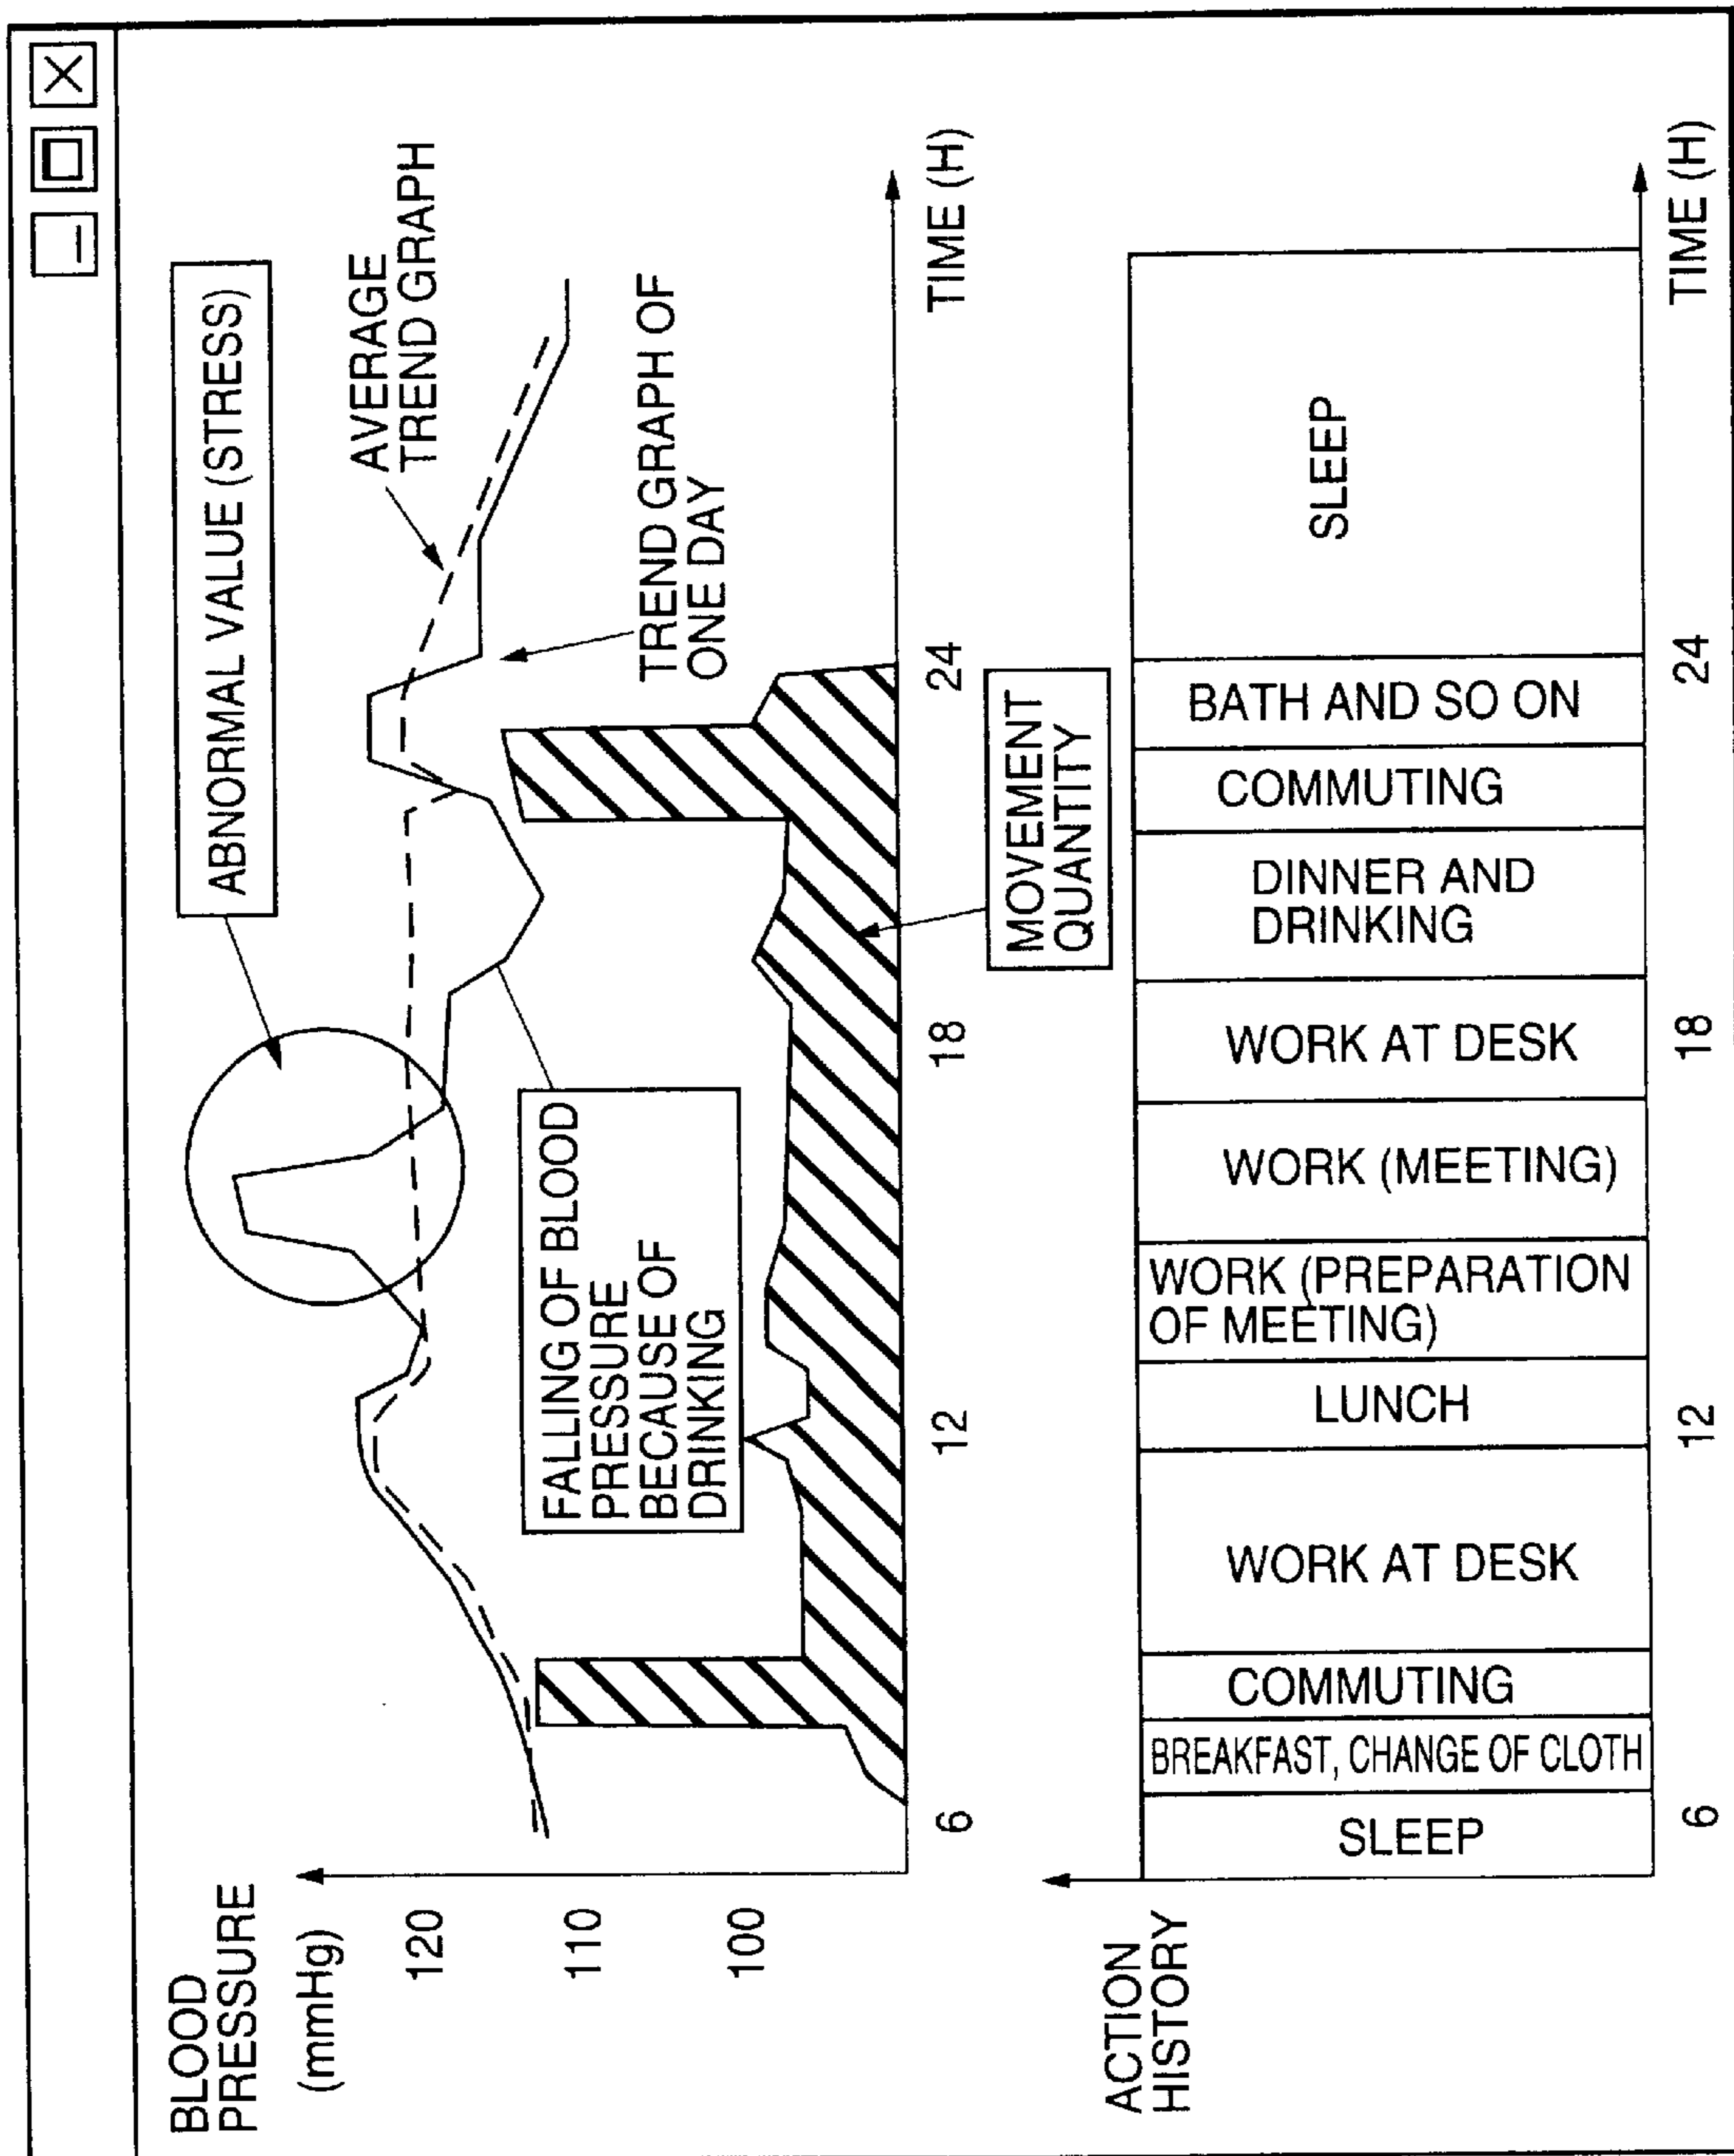 BLOOD
PRESSURE
(mmHg)
120
110
100
ABNORMAL VALUE (STRESS)
AVERAGE
TREND GRAPH
TREND GRAPH OF
ONE DAY
FALLING OF BLOOD
PRESSURE
BECAUSE OF
DRINKING
6
12
18
24
TIME (H)
MOVEMENT
QUANTITY
ACTION
HISTORY
SLEEP
BREAKFAST, CHANGE OF CLOTH
COMMUTING
WORK AT DESK
LUNCH
WORK (PREPARATION
OF MEETING)
WORK (MEETING)
WORK AT DESK
DINNER AND
DRINKING
COMMUTING
BATH AND SO ON
SLEEP
6
12
18
24
TIME (H)